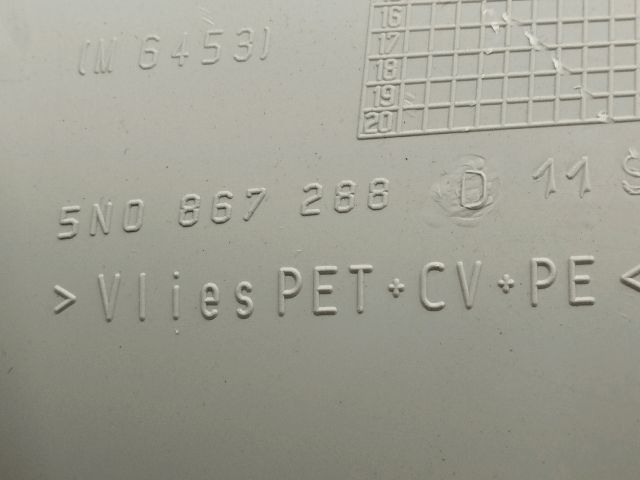 16
17
(M 6453)
18
19
20
5N0 867 288 D 11 S
>VliesPET+CV+PE<